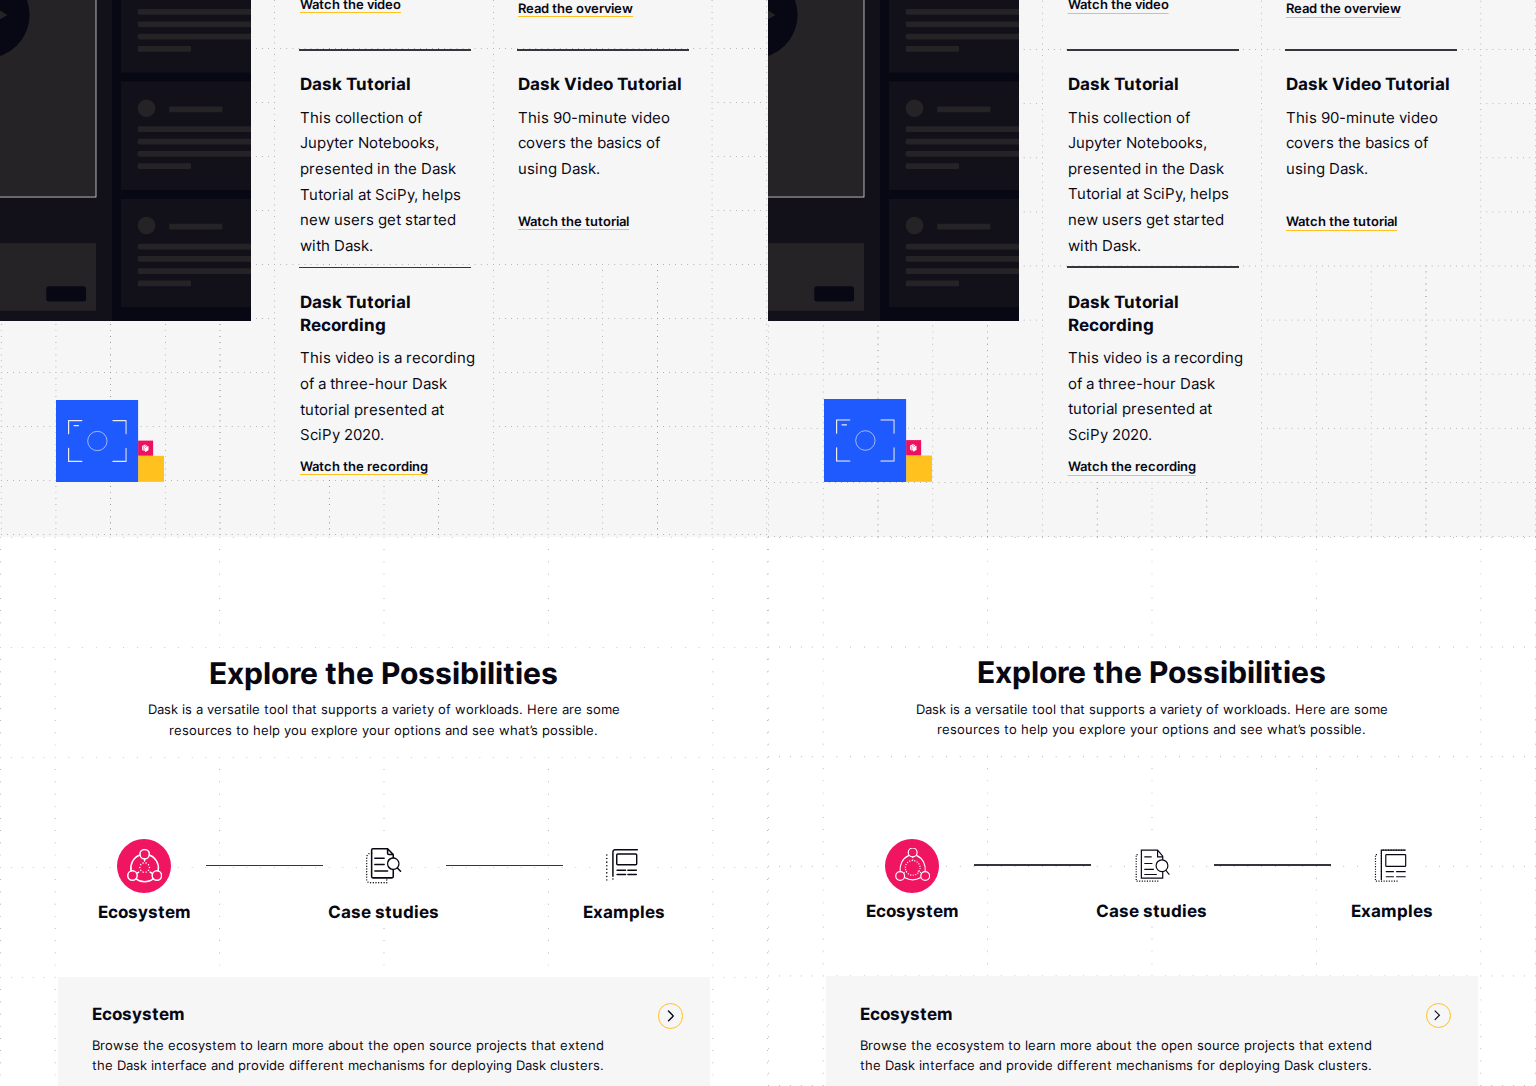 Watch the video
Read the overview
Dask Tutorial
This collection of
Jupyter Notebooks,
presented in the Dask
Tutorial at SciPy, helps
new users get started
with Dask.
Dask Video Tutorial
This 90-minute video
covers the basics of
using Dask.
Watch the tutorial
Dask Tutorial
Recording
This video is a recording
of a three-hour Dask
tutorial presented at
SciPy 2020.
Watch the recording
Explore the Possibilities
Dask is a versatile tool that supports a variety of workloads. Here are some
resources to help you explore your options and see what's possible.
Ecosystem
Case studies
Examples
Ecosystem
Browse the ecosystem to learn more about the open source projects that extend
the Dask interface and provide different mechanisms for deploying Dask clusters.
Watch the video
Read the overview
Dask Tutorial
This collection of
Jupyter Notebooks,
presented in the Dask
Tutorial at SciPy, helps
new users get started
with Dask.
Dask Video Tutorial
This 90-minute video
covers the basics of
using Dask.
Watch the tutorial
Dask Tutorial
Recording
This video is a recording
of a three-hour Dask
tutorial presented at
SciPy 2020.
Watch the recording
Explore the Possibilities
Dask is a versatile tool that supports a variety of workloads. Here are some
resources to help you explore your options and see what's possible.
Ecosystem
Case studies
Examples
Ecosystem
Browse the ecosystem to learn more about the open source projects that extend
the Dask interface and provide different mechanisms for deploying Dask clusters.